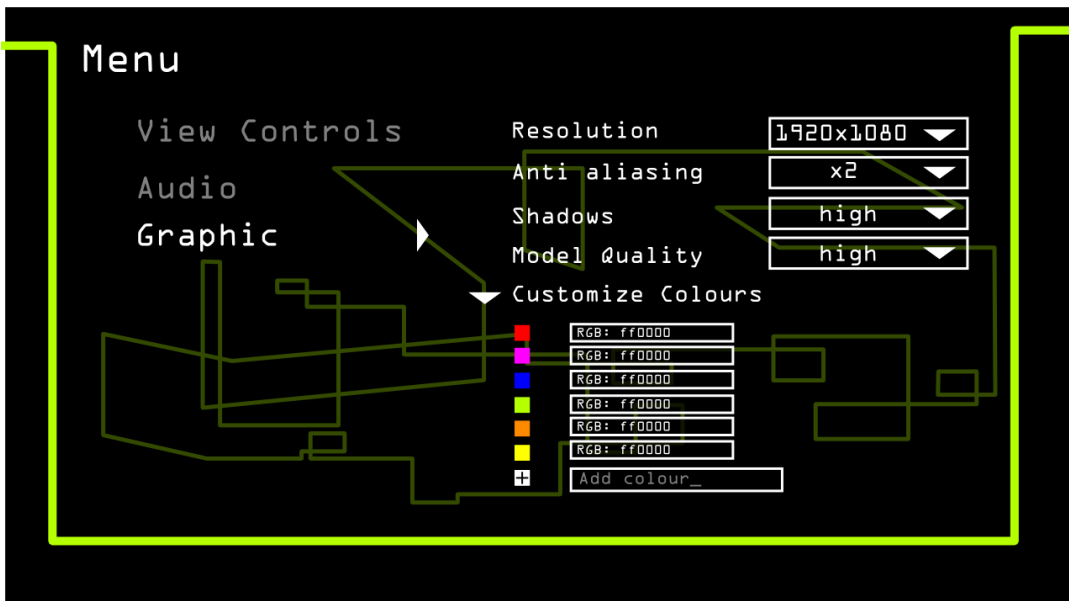 Menu
View Controls
Audio
Graphic
Resolution 1920x1080
Anti aliasing x2
Shadows high
Model Quality high
Customize Colours
RGB: ff0000
RGB: ff0000
RGB: ff0000
RGB: ff0000
RGB: ff0000
RGB: ff0000
Add colour_